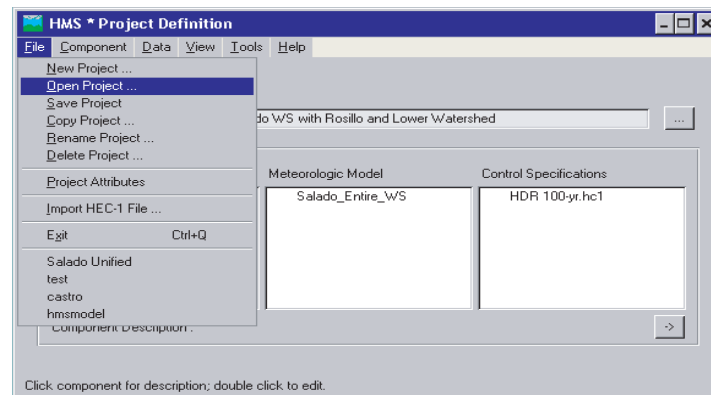 HMS * Project Definition
File Component Data View Tools Help
New Project ...
Open Project ...
Save Project
Copy Project ...
Rename Project ...
Delete Project ...
Project Attributes
Import HEC-1 File ...
Exit Ctrl+Q
Salado Unified
test
castro
hmsmodel
do WS with Rosillo and Lower Watershed ...
Meteorologic Model Control Specifications
Salado_Entire_WS HDR 100-yr.hc1
Component Description : ->
Click component for description; double click to edit.